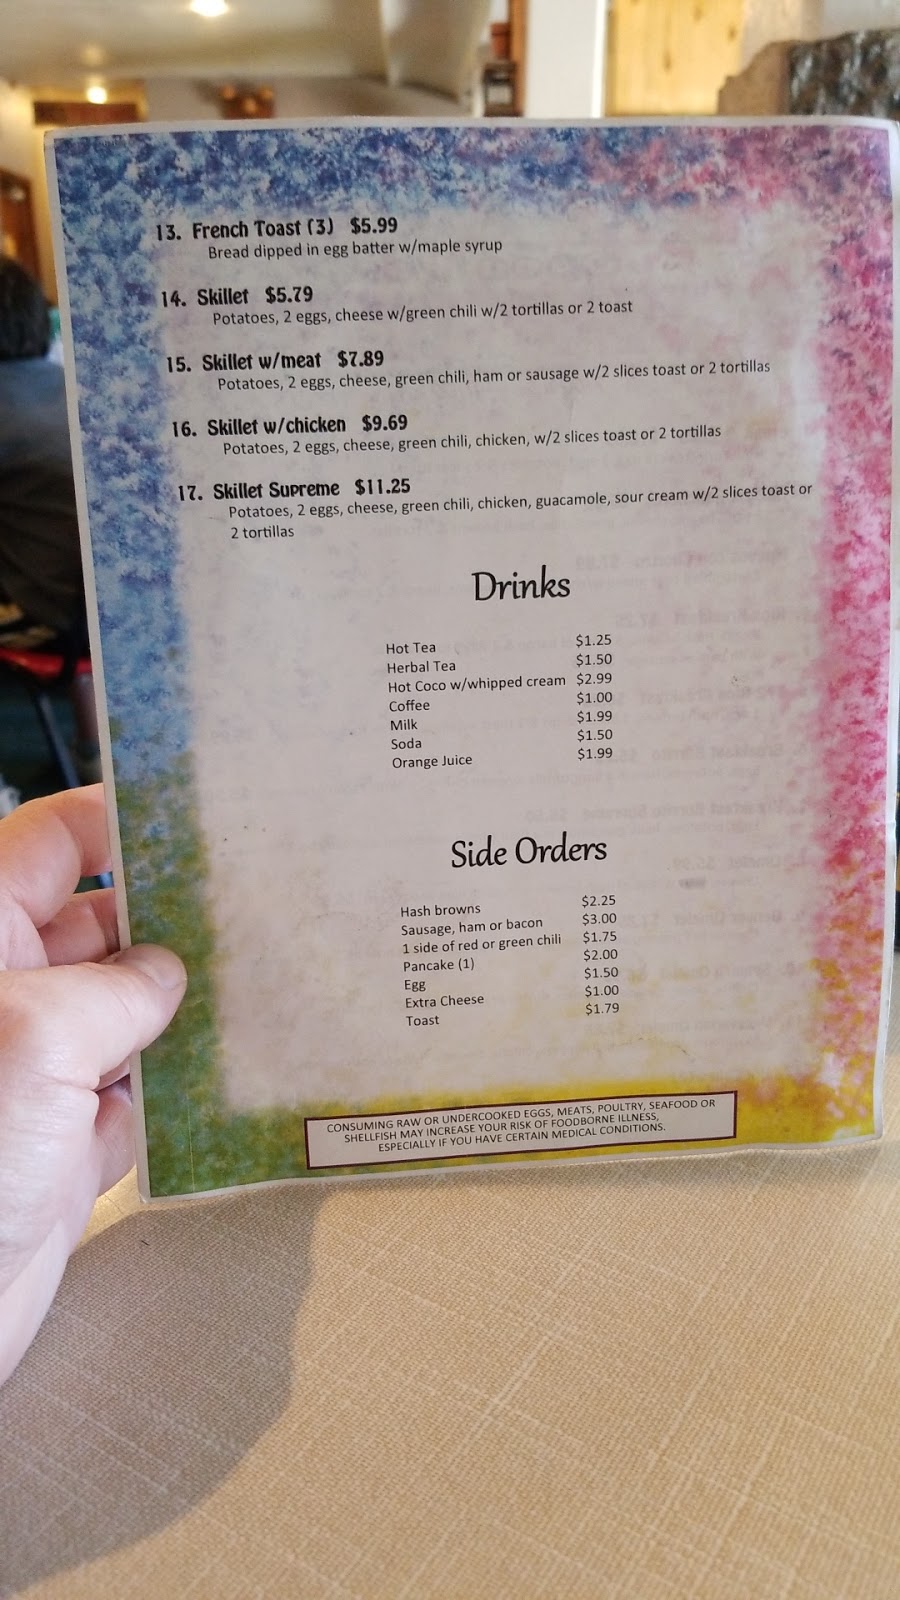 13. French Toast (3) $5.99
Bread dipped in egg batter w/maple syrup
14. Skillet $5.79
Potatoes, 2 eggs, cheese w/green chili w/2 tortillas or 2 toast
15. Skillet w/meat $7.89
Potatoes, 2 eggs, cheese, green chili, ham or sausage w/2 slices toast or 2 tortillas
16. Skillet w/chicken $9.69
Potatoes, 2 eggs, cheese, green chili, chicken, w/2 slices toast or 2 tortillas
17. Skillet Supreme $11.25
Potatoes, 2 eggs, cheese, green chili, chicken, guacamole, sour cream w/2 slices toast or
2 tortillas
Drinks
Hot Tea $1.25
Herbal Tea $1.50
Hot Coco w/whipped cream $2.99
Coffee $1.00
Milk $1.99
Soda $1.50
Orange Juice $1.99
Side Orders
Hash browns $2.25
Sausage, ham or bacon $3.00
1 side of red or green chili $1.75
Pancake (1) $2.00
Egg $1.50
Extra Cheese $1.00
Toast $1.79
CONSUMING RAW OR UNDERCOOKED EGGS, MEATS, POULTRY, SEAFOOD OR
SHELLFISH MAY INCREASE YOUR RISK OF FOODBORNE ILLNESS,
ESPECIALLY IF YOU HAVE CERTAIN MEDICAL CONDITIONS.